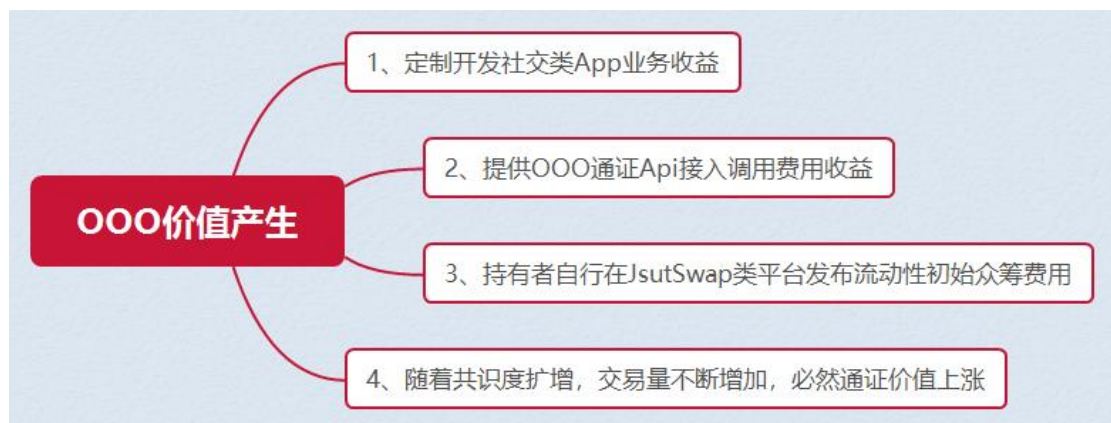 1、定制开发社交类App业务收益
2、提供OOO通证Api接入调用费用收益
OOO价值产生
3、持有者自行在JsutSwap类平台发布流动性初始众筹费用
4、随着共识度扩增，交易量不断增加，必然通证价值上涨